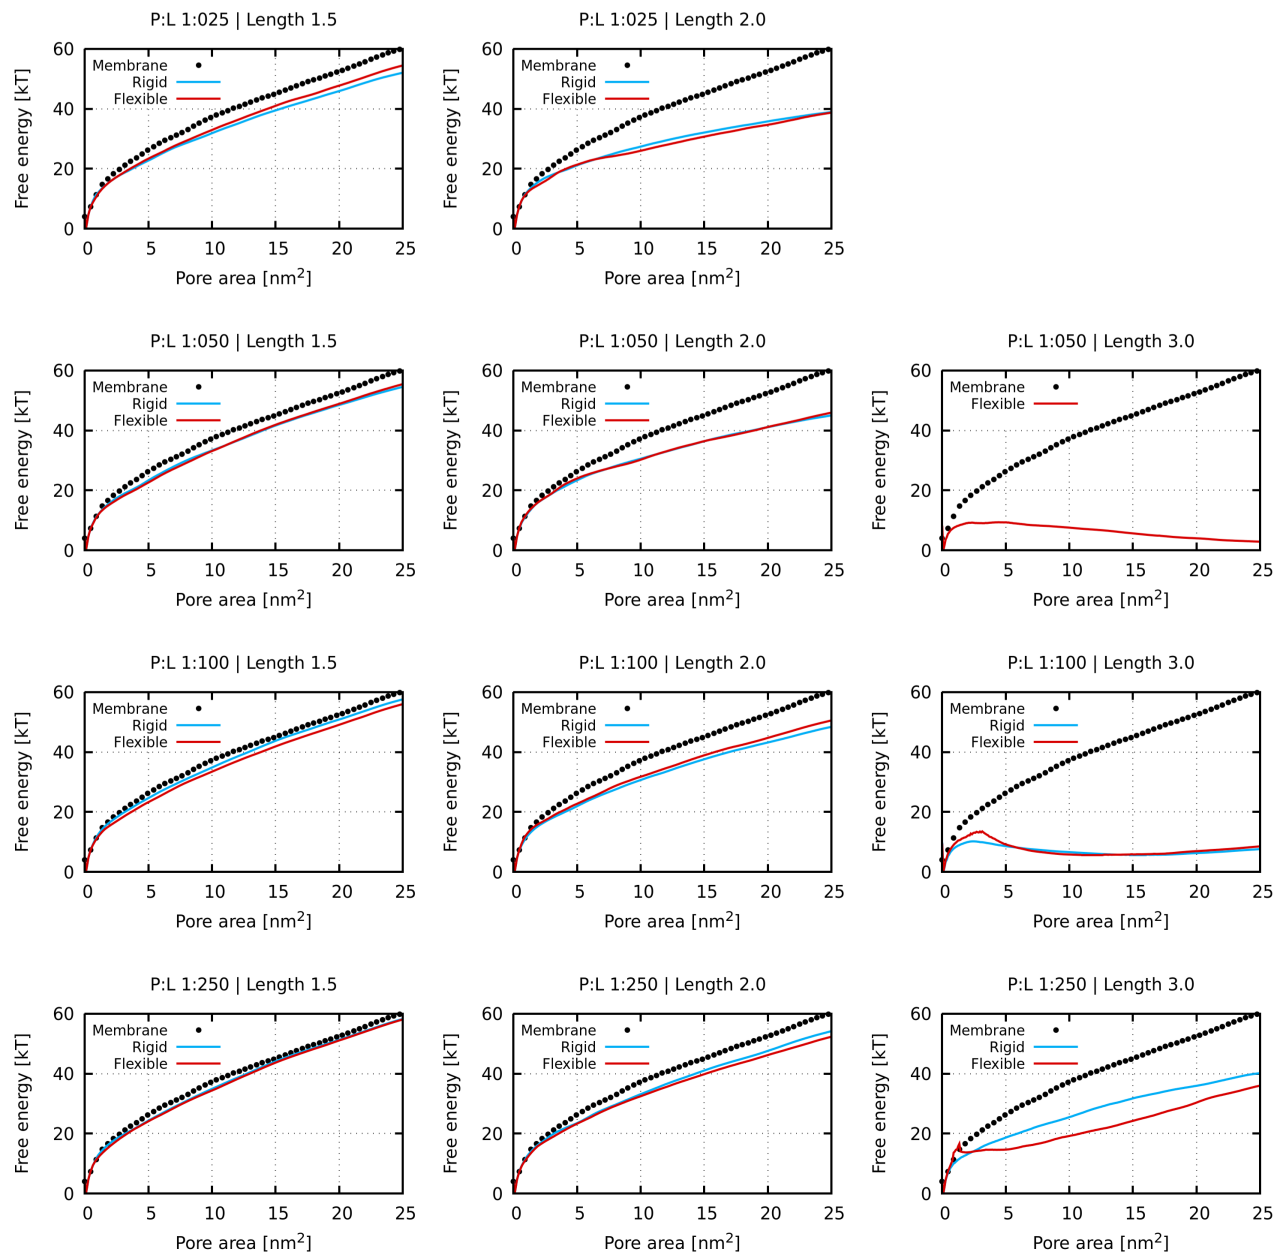 P:L 1:025 | Length 1.5
Free energy [kT]
60
40
20
0
Membrane
Rigid
Flexible
0 5 10 15 20 25
Pore area [nm²]
P:L 1:025 | Length 2.0
Free energy [kT]
60
40
20
0
Membrane
Rigid
Flexible
0 5 10 15 20 25
Pore area [nm²]
P:L 1:050 | Length 1.5
Free energy [kT]
60
40
20
0
Membrane
Rigid
Flexible
0 5 10 15 20 25
Pore area [nm²]
P:L 1:050 | Length 2.0
Free energy [kT]
60
40
20
0
Membrane
Rigid
Flexible
0 5 10 15 20 25
Pore area [nm²]
P:L 1:050 | Length 3.0
Free energy [kT]
60
40
20
0
Membrane
Flexible
0 5 10 15 20 25
Pore area [nm²]
P:L 1:100 | Length 1.5
Free energy [kT]
60
40
20
0
Membrane
Rigid
Flexible
0 5 10 15 20 25
Pore area [nm²]
P:L 1:100 | Length 2.0
Free energy [kT]
60
40
20
0
Membrane
Rigid
Flexible
0 5 10 15 20 25
Pore area [nm²]
P:L 1:100 | Length 3.0
Free energy [kT]
60
40
20
0
Membrane
Rigid
Flexible
0 5 10 15 20 25
Pore area [nm²]
P:L 1:250 | Length 1.5
Free energy [kT]
60
40
20
0
Membrane
Rigid
Flexible
0 5 10 15 20 25
Pore area [nm²]
P:L 1:250 | Length 2.0
Free energy [kT]
60
40
20
0
Membrane
Rigid
Flexible
0 5 10 15 20 25
Pore area [nm²]
P:L 1:250 | Length 3.0
Free energy [kT]
60
40
20
0
Membrane
Rigid
Flexible
0 5 10 15 20 25
Pore area [nm²]